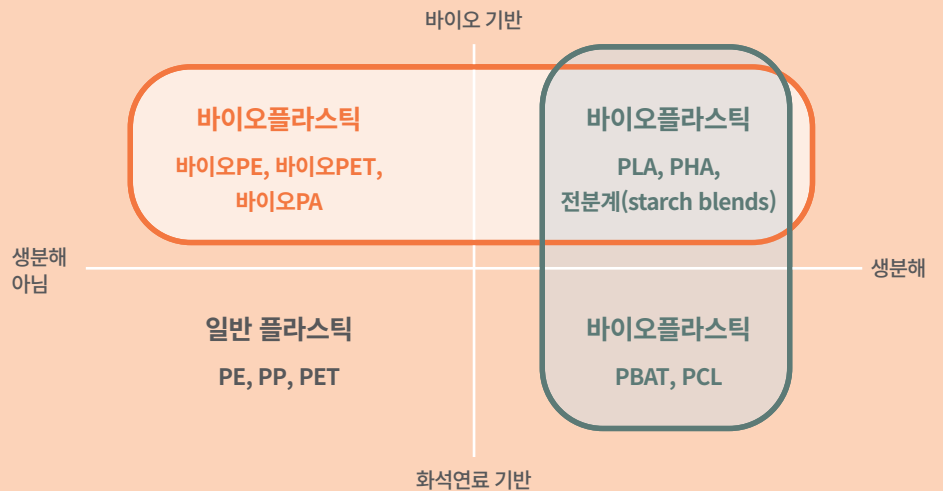 바이오 기반
바이오플라스틱
바이오PE, 바이오PET,
바이오PA
바이오플라스틱
PLA, PHA,
전분계(starch blends)
생분해
아님
생분해
일반 플라스틱
PE, PP, PET
바이오플라스틱
PBAT, PCL
화석연료 기반